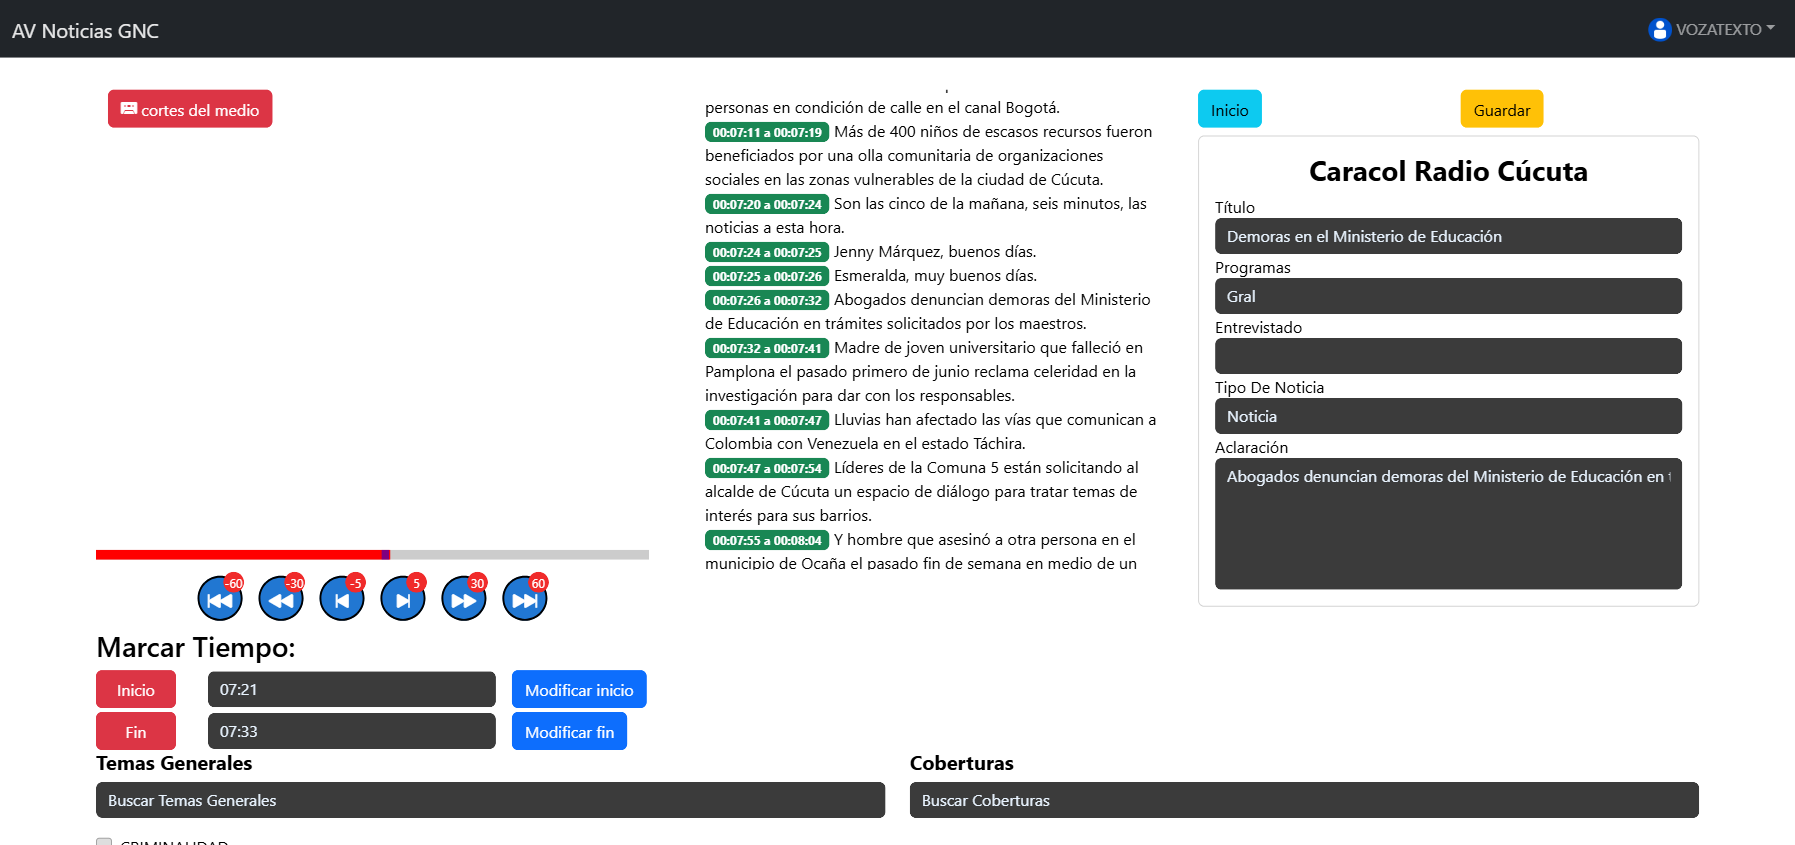 AV Noticias GNC
VOZATEXTO
cortes del medio
personas en condición de calle en el canal Bogotá.
00:07:11 a 00:07:19 Más de 400 niños de escasos recursos fueron
beneficiados por una olla comunitaria de organizaciones
sociales en las zonas vulnerables de la ciudad de Cúcuta.
00:07:20 a 00:07:24 Son las cinco de la mañana, seis minutos, las
noticias a esta hora.
00:07:24 a 00:07:25 Jenny Márquez, buenos días.
00:07:25 a 00:07:26 Esmeralda, muy buenos días.
00:07:26 a 00:07:32 Abogados denuncian demoras del Ministerio
de Educación en trámites solicitados por los maestros.
00:07:32 a 00:07:41 Madre de joven universitario que falleció en
Pamplona el pasado primero de junio reclama celeridad en la
investigación para dar con los responsables.
00:07:41 a 00:07:47 Lluvias han afectado las vías que comunican a
Colombia con Venezuela en el estado Táchira.
00:07:47 a 00:07:54 Líderes de la Comuna 5 están solicitando al
alcalde de Cúcuta un espacio de diálogo para tratar temas de
interés para sus barrios.
00:07:55 a 00:08:04 Y hombre que asesinó a otra persona en el
municipio de Ocaña el pasado fin de semana en medio de un
Inicio
Guardar
Caracol Radio Cúcuta
Título
Demoras en el Ministerio de Educación
Programas
Gral
Entrevistado
Tipo De Noticia
Noticia
Aclaración
Abogados denuncian demoras del Ministerio de Educación en
-60
-30
-5
5
30
60
Marcar Tiempo:
Inicio
07:21
Modificar inicio
Fin
07:33
Modificar fin
Temas Generales
Buscar Temas Generales
Coberturas
Buscar Coberturas
CRIMINALIDAD